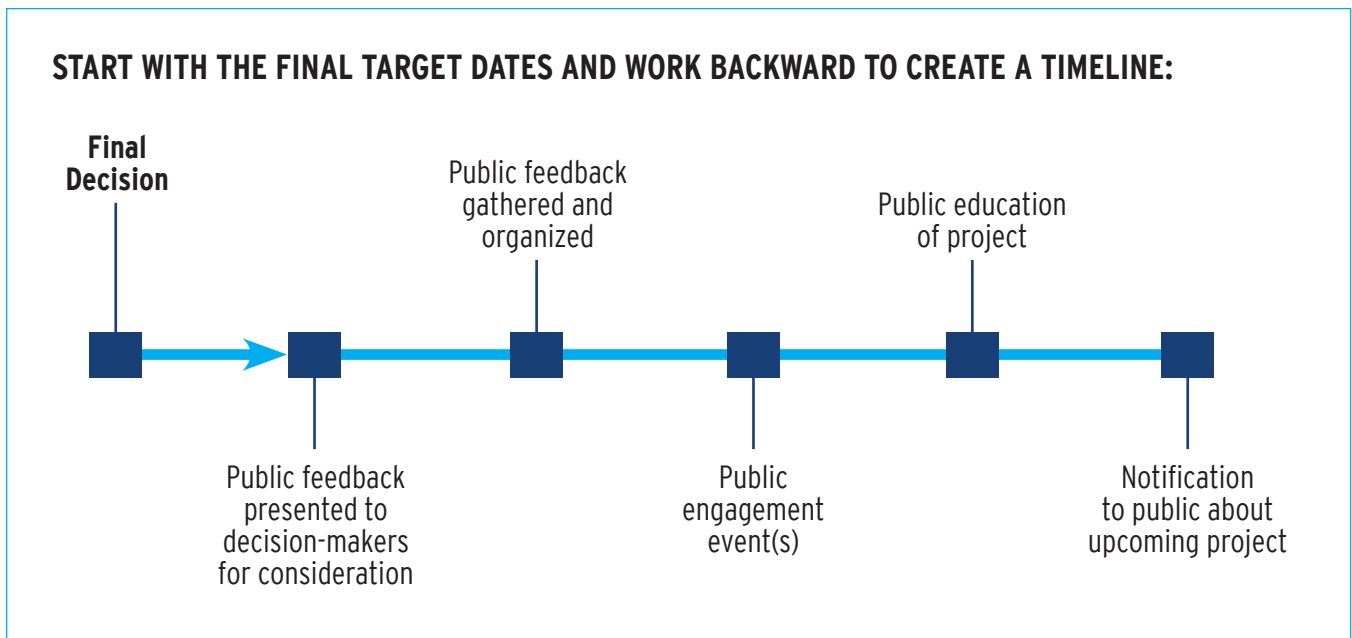 START WITH THE FINAL TARGET DATES AND WORK BACKWARD TO CREATE A TIMELINE:
Final
Decision
Public feedback
presented to
decision-makers
for consideration
Public feedback
gathered and
organized
Public
engagement
event(s)
Public education
of project
Notification
to public about
upcoming project